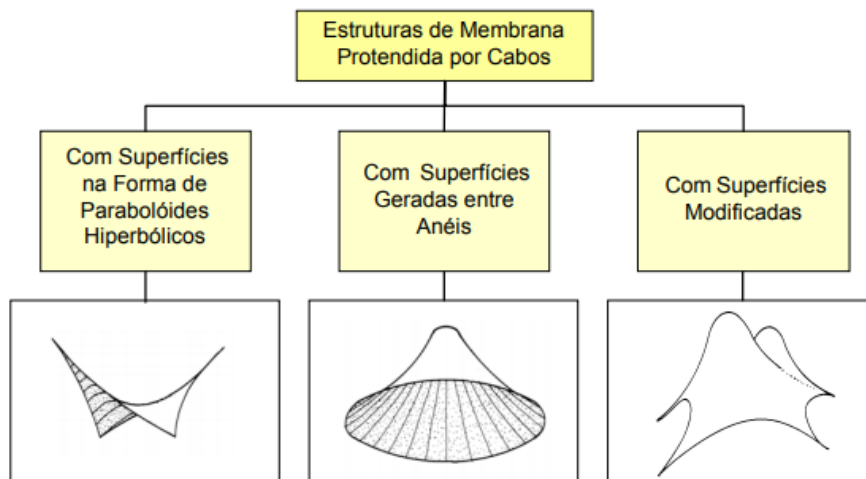 Estruturas de Membrana
Protendida por Cabos
Com Superfícies
na Forma de
Parabolóides
Hiperbólicos
Com Superfícies
Geradas entre
Anéis
Com Superfícies
Modificadas